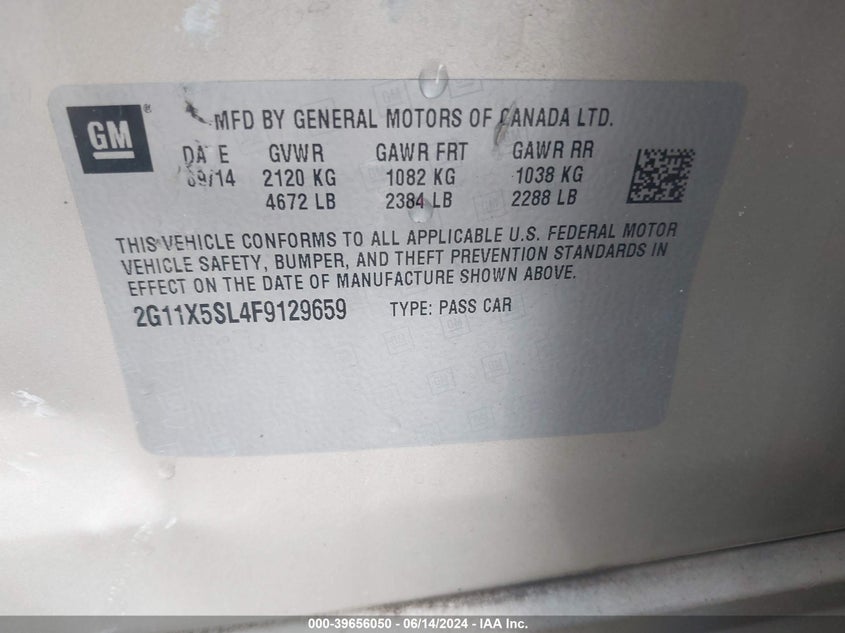 GM ® MFD BY GENERAL MOTORS OF CANADA LTD.
DA E GVWR GAWR FRT GAWR RR
09/14 2120 KG 1082 KG 1038 KG
4672 LB 2384 LB 2288 LB
THIS VEHICLE CONFORMS TO ALL APPLICABLE U.S. FEDERAL MOTOR
VEHICLE SAFETY, BUMPER, AND THEFT PREVENTION STANDARDS IN
EFFECT ON THE DATE OF MANUFACTURE SHOWN ABOVE.
2G11X5SL4F9129659 TYPE: PASS CAR
000-39656050 - 06/14/2024 - IAA Inc.